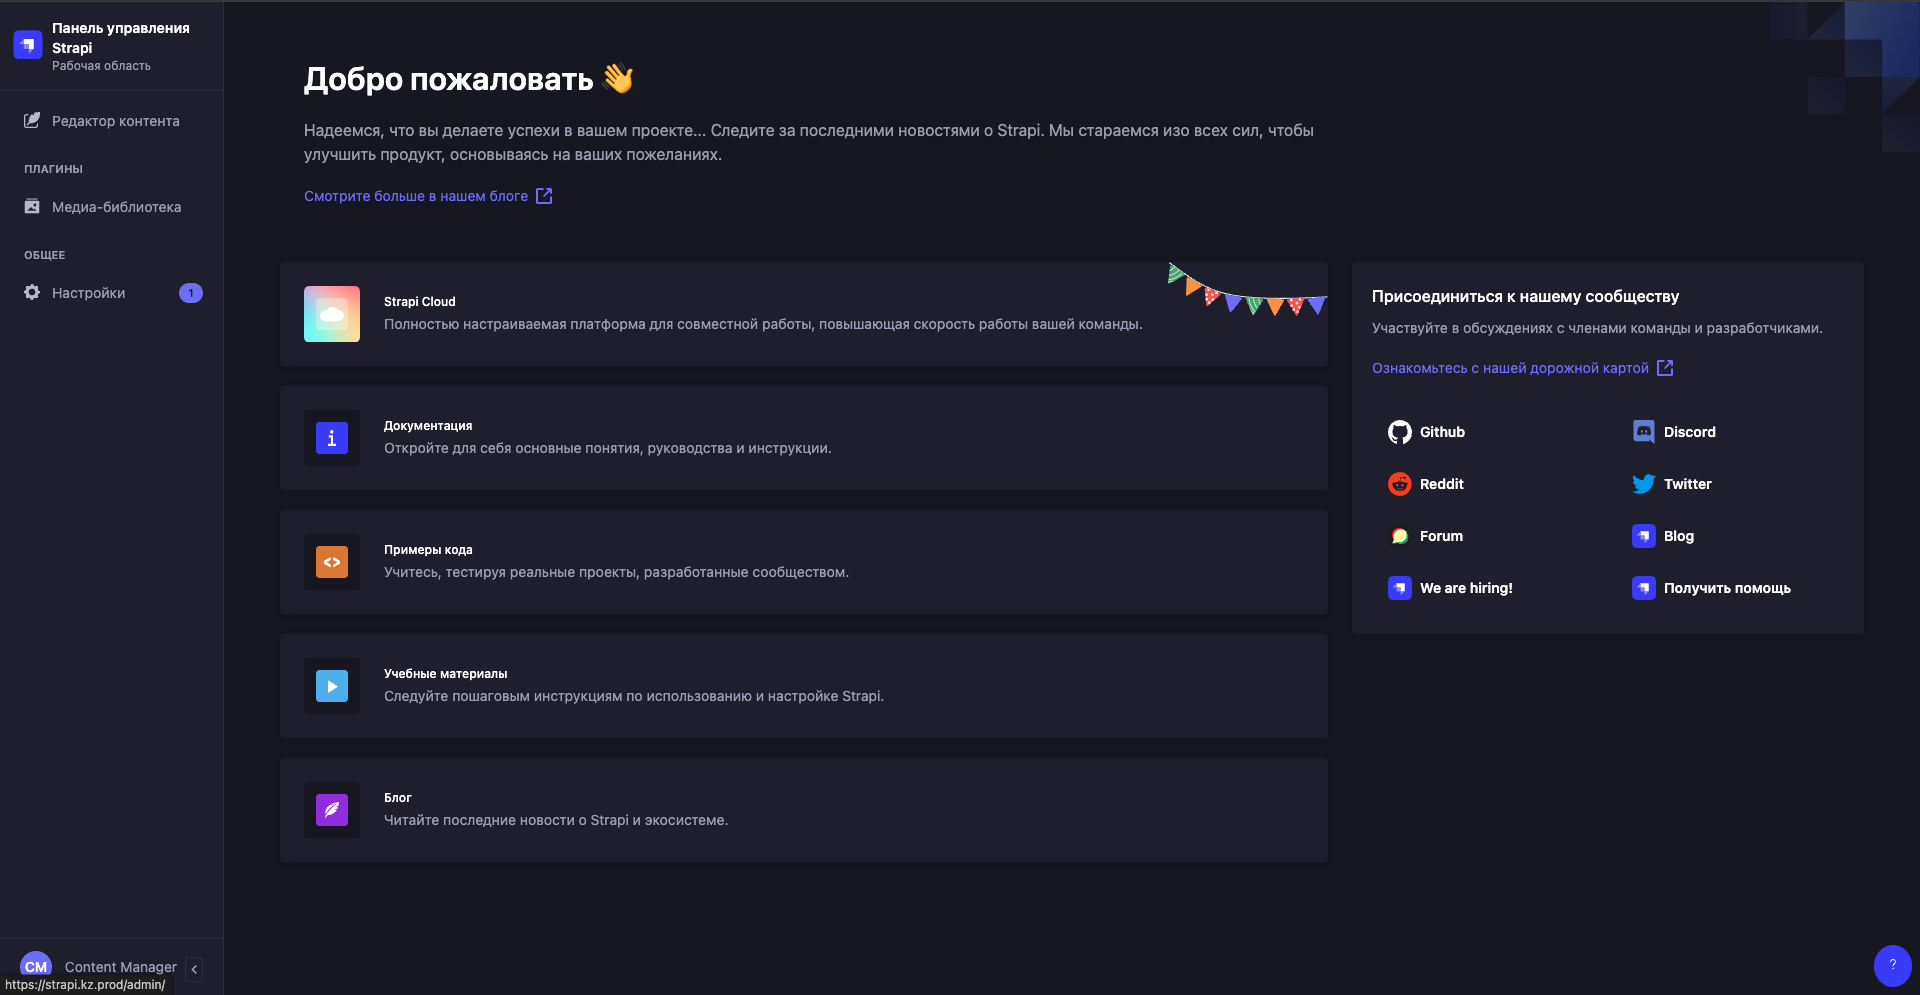 Панель управления
Strapi
Рабочая область
Редактор контента
ПЛАГИНЫ
Медиа-библиотека
ОБЩЕЕ
Настройки
1
Добро пожаловать 👋
Надеемся, что вы делаете успехи в вашем проекте... Следите за последними новостями о Strapi. Мы стараемся изо всех сил, чтобы
улучшить продукт, основываясь на ваших пожеланиях.
Смотрите больше в нашем блоге
Strapi Cloud
Полностью настраиваемая платформа для совместной работы, повышающая скорость работы вашей команды.
Документация
Откройте для себя основные понятия, руководства и инструкции.
Примеры кода
Учитесь, тестируя реальные проекты, разработанные сообществом.
Учебные материалы
Следуйте пошаговым инструкциям по использованию и настройке Strapi.
Блог
Читайте последние новости о Strapi и экосистеме.
Присоединиться к нашему сообществу
Участвуйте в обсуждениях с членами команды и разработчиками.
Ознакомьтесь с нашей дорожной картой
Github
Discord
Reddit
Twitter
Forum
Blog
We are hiring!
Получить помощь
CM
Content Manager
https://strapi.kz.prod/admin/
?